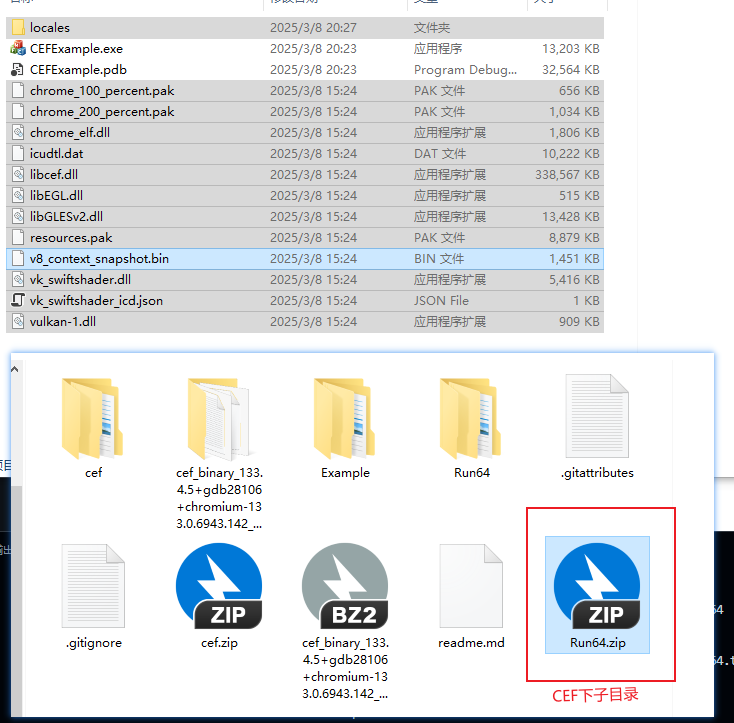 locales 2025/3/8 20:27 文件夹
CEFExample.exe 2025/3/8 20:23 应用程序 13,203 KB
CEFExample.pdb 2025/3/8 20:23 Program Debug... 32,564 KB
chrome_100_percent.pak 2025/3/8 15:24 PAK 文件 656 KB
chrome_200_percent.pak 2025/3/8 15:24 PAK 文件 1,034 KB
chrome_elf.dll 2025/3/8 15:24 应用程序扩展 1,806 KB
icudtl.dat 2025/3/8 15:24 DAT 文件 10,222 KB
libcef.dll 2025/3/8 15:24 应用程序扩展 338,567 KB
libEGL.dll 2025/3/8 15:24 应用程序扩展 515 KB
libGLESv2.dll 2025/3/8 15:24 应用程序扩展 13,428 KB
resources.pak 2025/3/8 15:24 PAK 文件 8,879 KB
v8_context_snapshot.bin 2025/3/8 15:24 BIN 文件 1,451 KB
vk_swiftshader.dll 2025/3/8 15:24 应用程序扩展 5,416 KB
vk_swiftshader_icd.json 2025/3/8 15:24 JSON File 1 KB
vulkan-1.dll 2025/3/8 15:24 应用程序扩展 909 KB
cef
cef_binary_133.
4.5+gdb28106
+chromium-13
3.0.6943.142_...
Example
Run64
.gitattributes
.gitignore
ZIP
cef.zip
BZ2
cef_binary_133.
4.5+gdb28106
+chromium-13
3.0.6943.142_...
readme.md
ZIP
Run64.zip
CEF下子目录